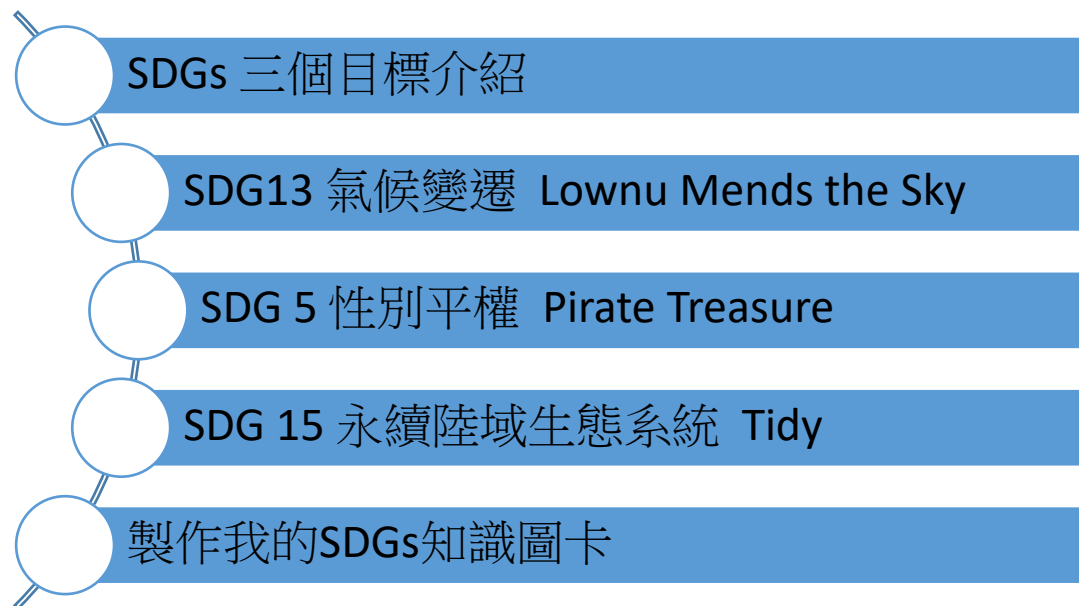 SDGs 三個目標介紹
SDG13 氣候變遷 Lownu Mends the Sky
SDG 5 性別平權 Pirate Treasure
SDG 15 永續陸域生態系統 Tidy
製作我的SDGs知識圖卡